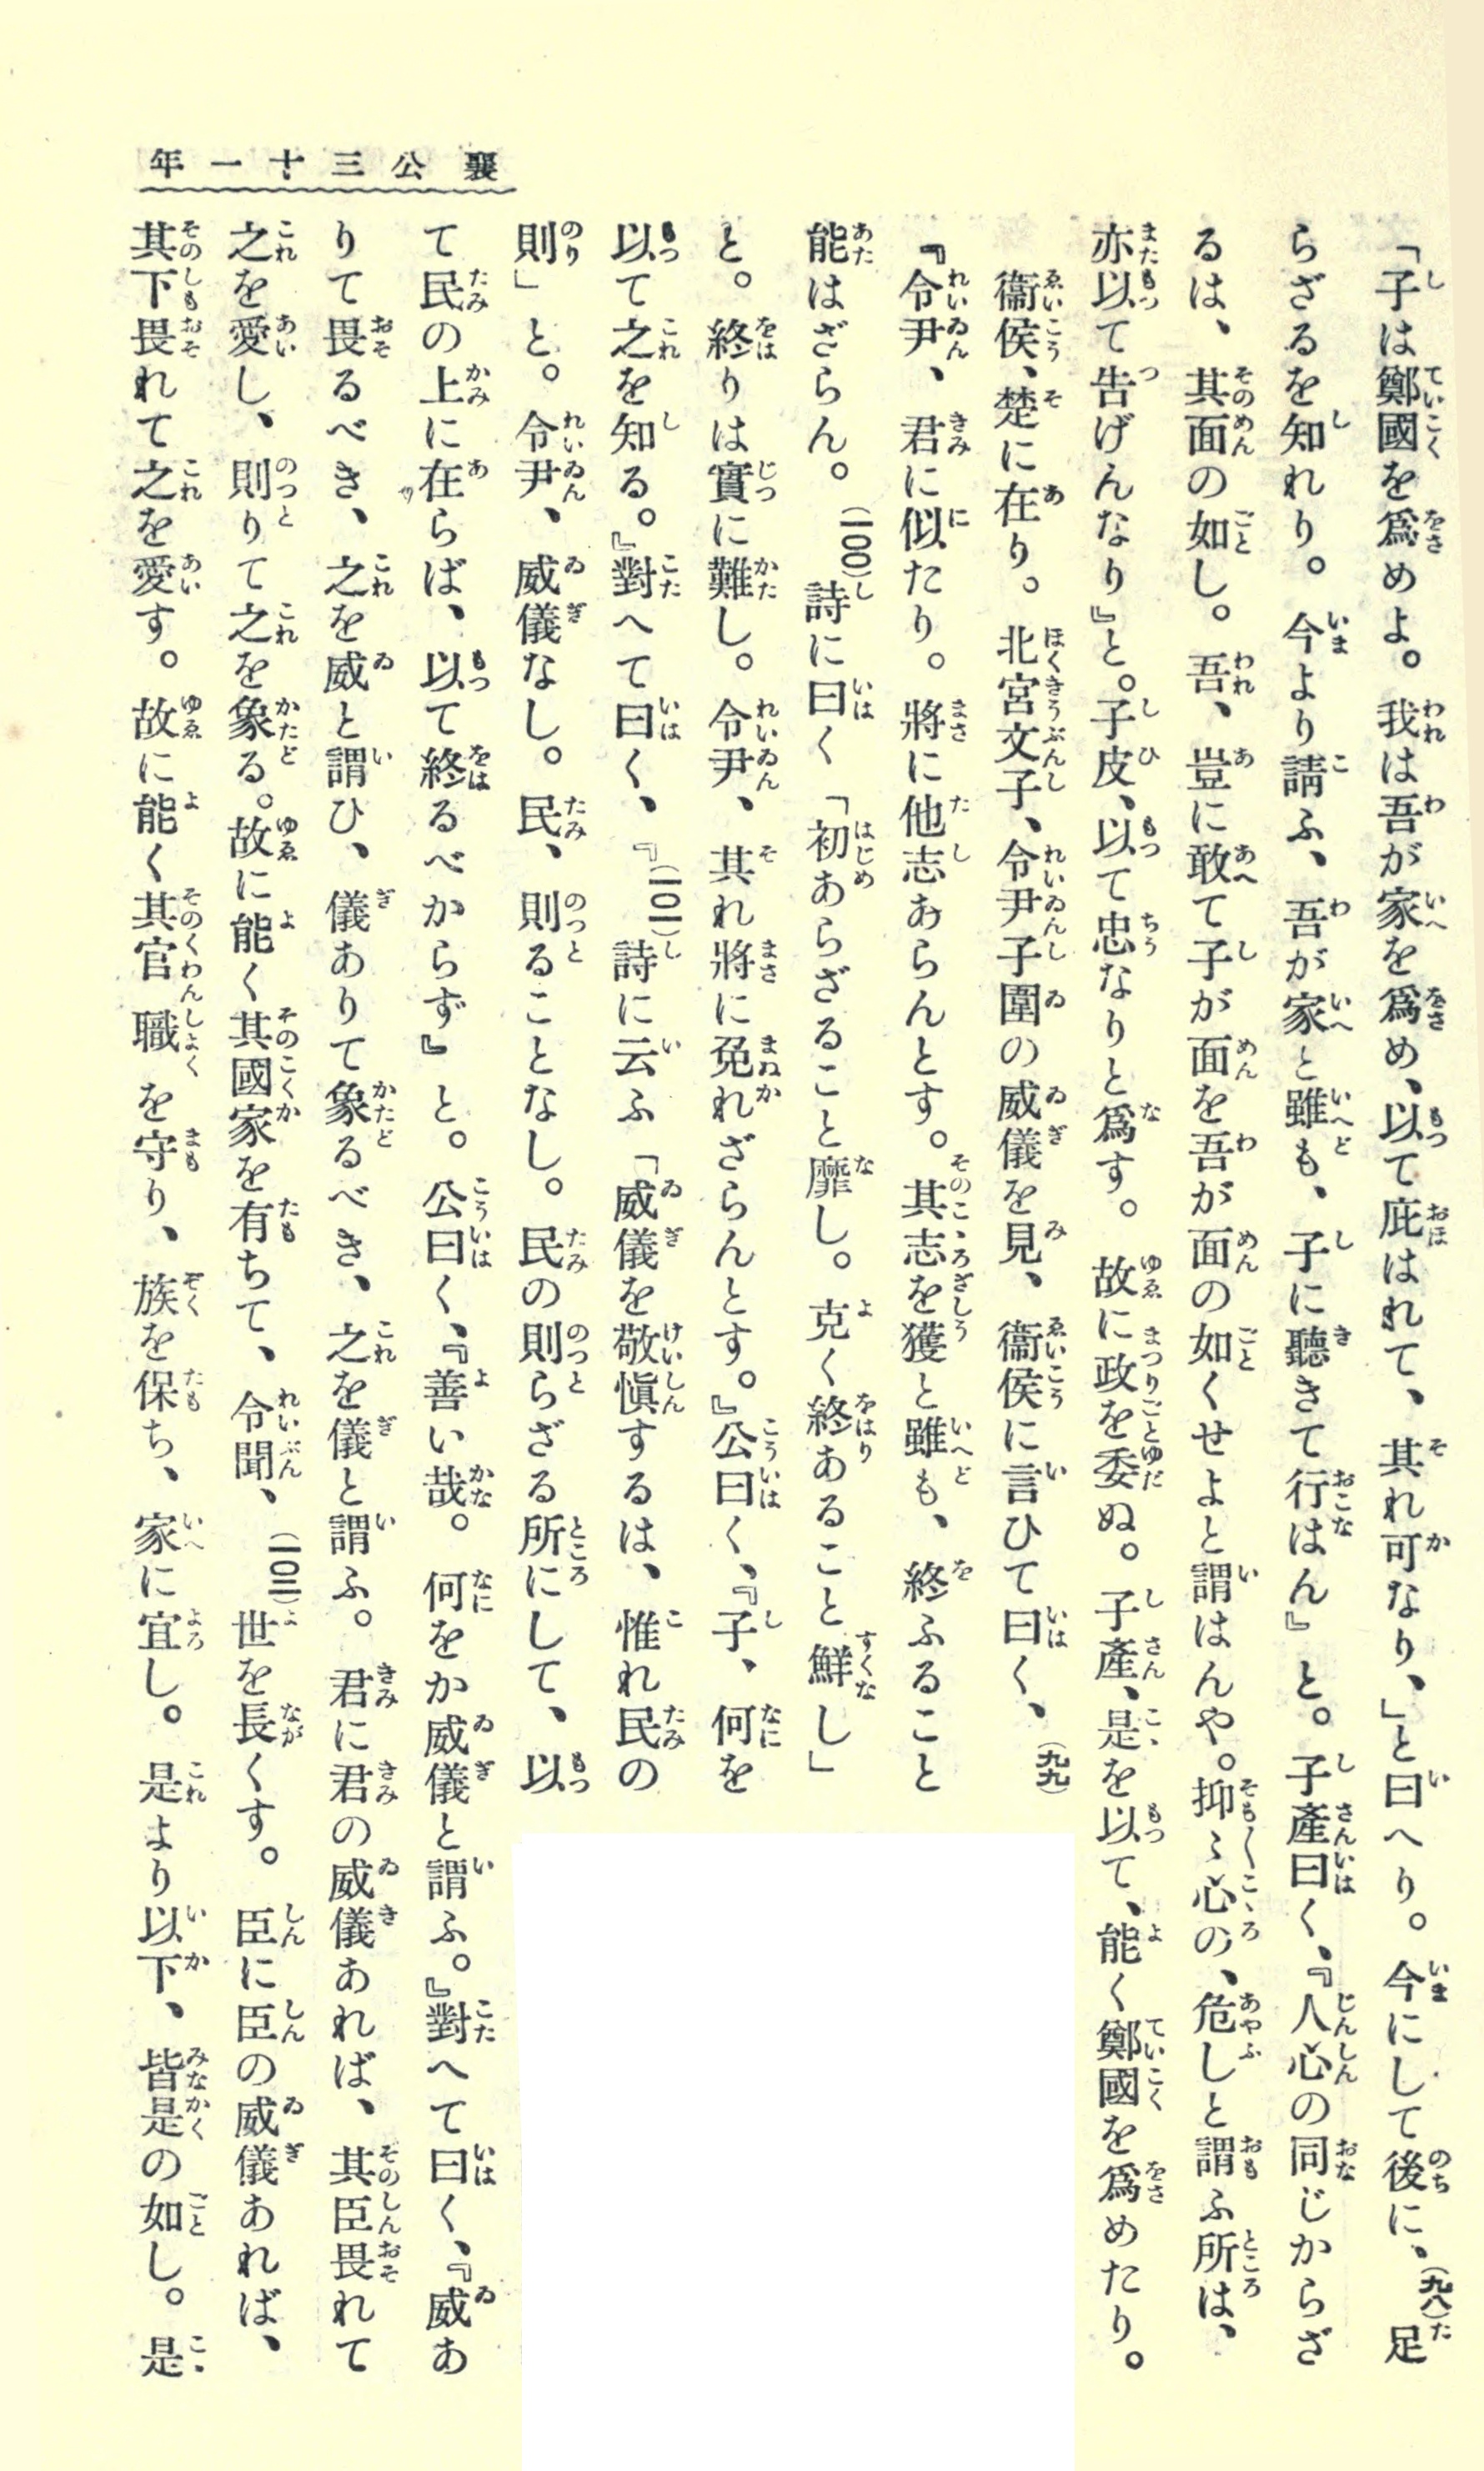 襄公三十一年
「子は鄭國を爲めよ。我は吾が家を爲め、以て庇はれて、其れ可なり、」と曰へり。今にして後に、(九八)足
らざるを知れり。今より請ふ、吾が家と雖も、子に聽きて行はん』と。子產曰く、『人心の同じからざ
るは、其面の如し。吾、豈に敢て子が面を吾が面の如くせよと謂はんや。抑〻心の、危しと謂ふ所は、
亦以て告げんなり』と。子皮、以て忠なりと爲す。故に政を委ぬ。子產、是を以て、能く鄭國を爲めたり。
衞侯、楚に在り。北宮文子、令尹子圍の威儀を見、衞侯に言ひて曰く、(九九)
『令尹、君に似たり。將に他志あらんとす。其志を獲と雖も、終ふること
能はざらん。(一〇〇)詩に曰く「初あらざること靡し。克く終あること鮮し」
と。終りは實に難し。令尹、其れ將に免れざらんとす。』公曰く、『子、何を
以て之を知る。』對へて曰く、『(一〇一)詩に云ふ「威儀を敬愼するは、惟れ民の
則」と。令尹、威儀なし。民、則ることなし。民の則らざる所にして、以
て民の上に在らば、以て終るべからず』と。公曰く、『善い哉。何をか威儀と謂ふ。』對へて曰く、『威あ
りて畏るべき、之を威と謂ひ、儀ありて象るべき、之を儀と謂ふ。君に君の威儀あれば、其臣畏れて
之を愛し、則りて之を象る。故に能く其國家を有ちて、令聞、(一〇二)世を長くす。臣に臣の威儀あれば、
其下畏れて之を愛す。故に能く其官職を守り、族を保ち、家に宜し。是より以下、皆是の如し。是